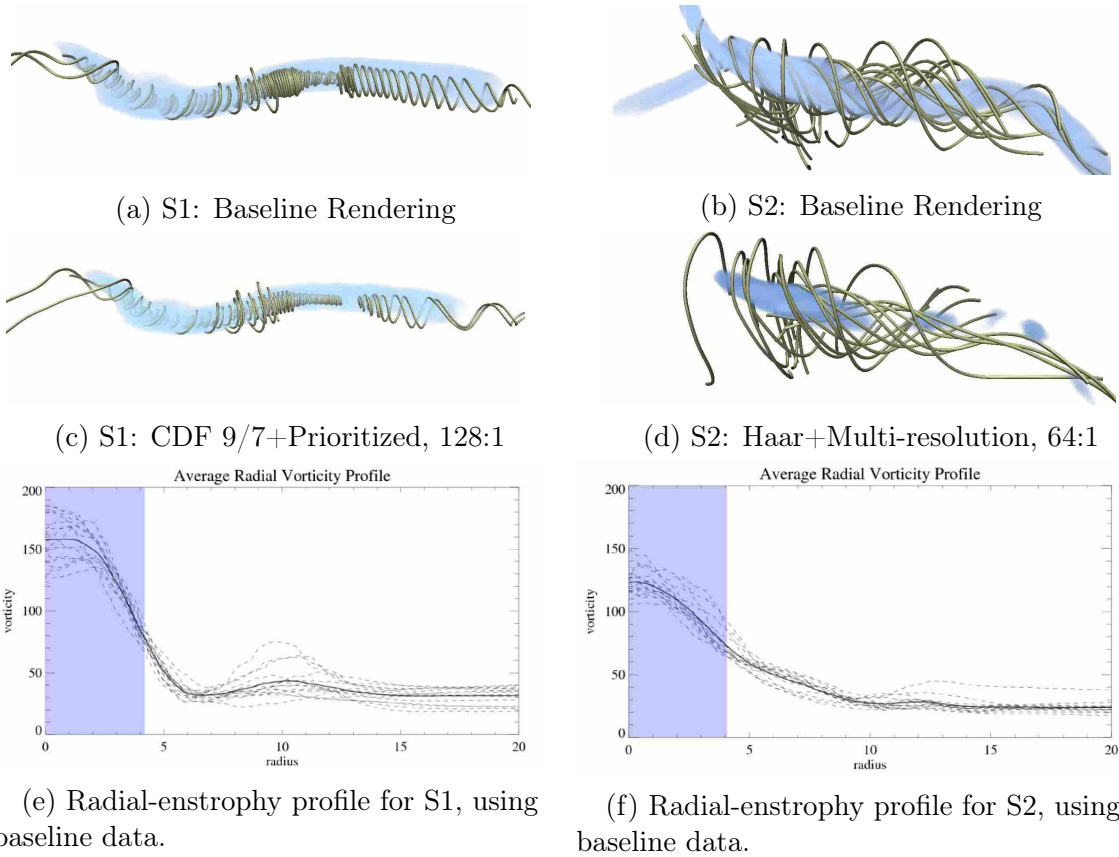 (a) S1: Baseline Rendering
(b) S2: Baseline Rendering
(c) S1: CDF 9/7+Prioritized, 128:1
(d) S2: Haar+Multi-resolution, 64:1
Average Radial Vorticity Profile
200
150
100
50
0
vorticity
0
5
10
15
20
radius
Average Radial Vorticity Profile
200
150
100
50
0
vorticity
0
5
10
15
20
radius
(e) Radial-enstrophy profile for S1, using
baseline data.
(f) Radial-enstrophy profile for S2, using
baseline data.